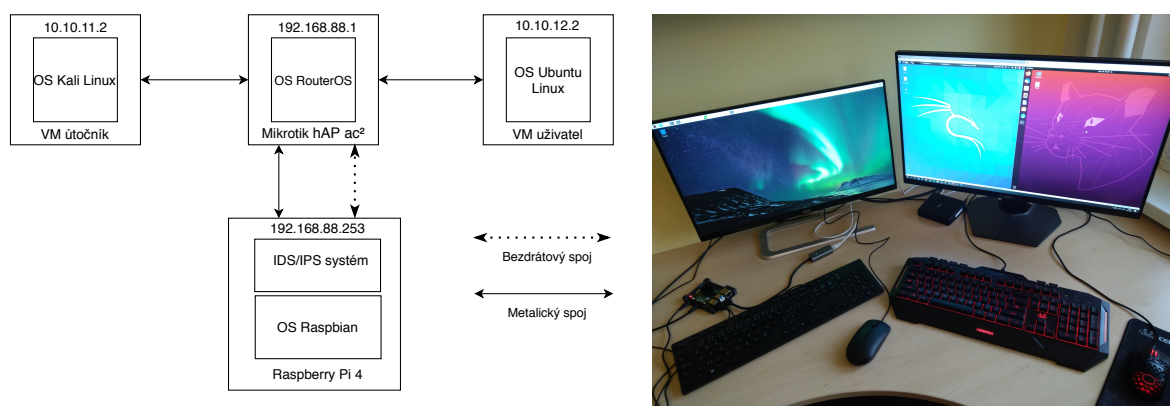 10.10.11.2
OS Kali Linux
VM útočník
192.168.88.1
OS RouterOS
Mikrotik hAP ac²
10.10.12.2
OS Ubuntu
Linux
VM uživatel
192.168.88.253
IDS/IPS systém
OS Raspbian
Raspberry Pi 4
Bezdrátový spoj
Metalický spoj